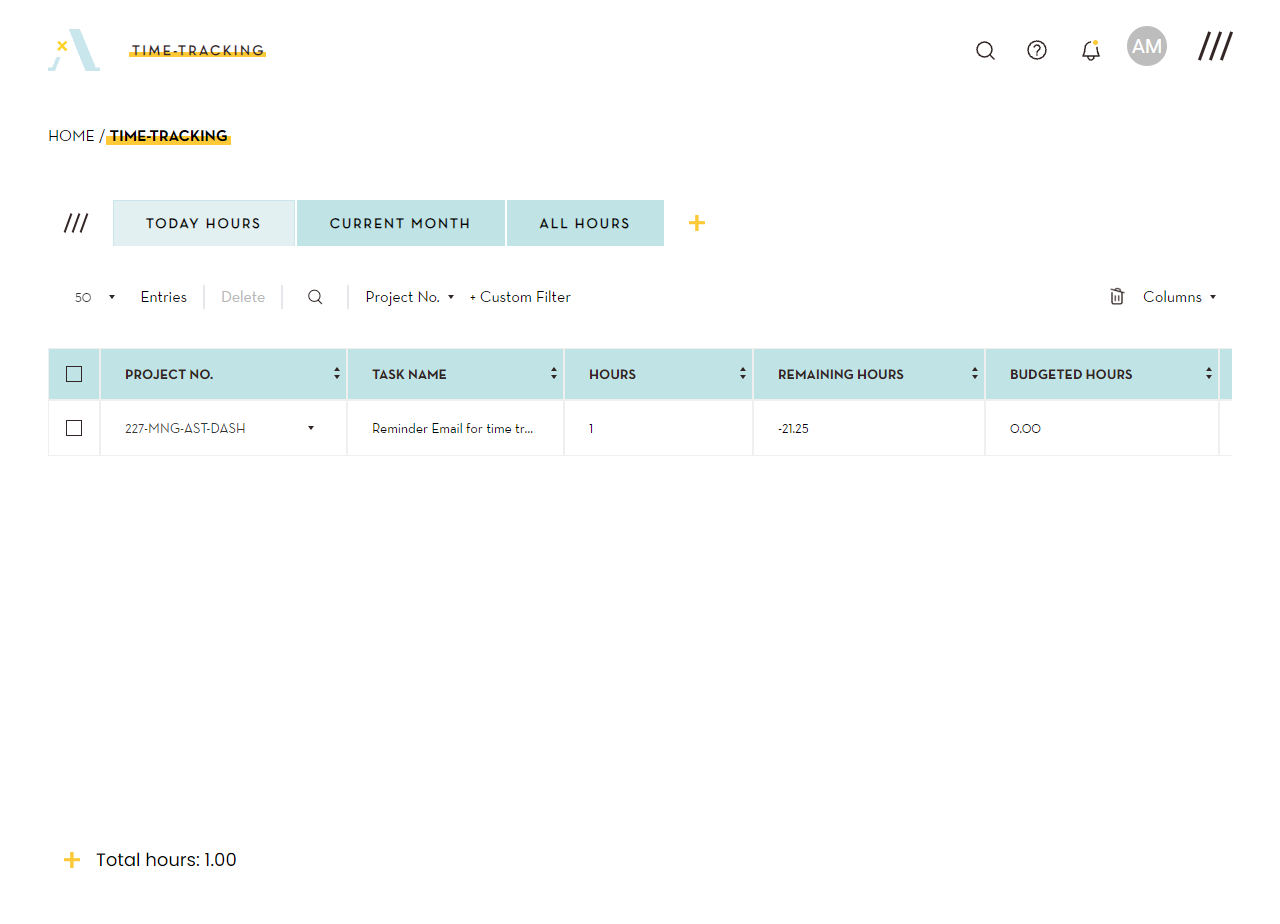 TIME-TRACKING
AM
HOME / TIME-TRACKING
TODAY HOURS
CURRENT MONTH
ALL HOURS
50 Entries Delete Project No. + Custom Filter Columns
PROJECT NO. TASK NAME HOURS REMAINING HOURS BUDGETED HOURS
227-MNG-AST-DASH Reminder Email for time tr... 1 -21.25 0.00
Total hours: 1.00